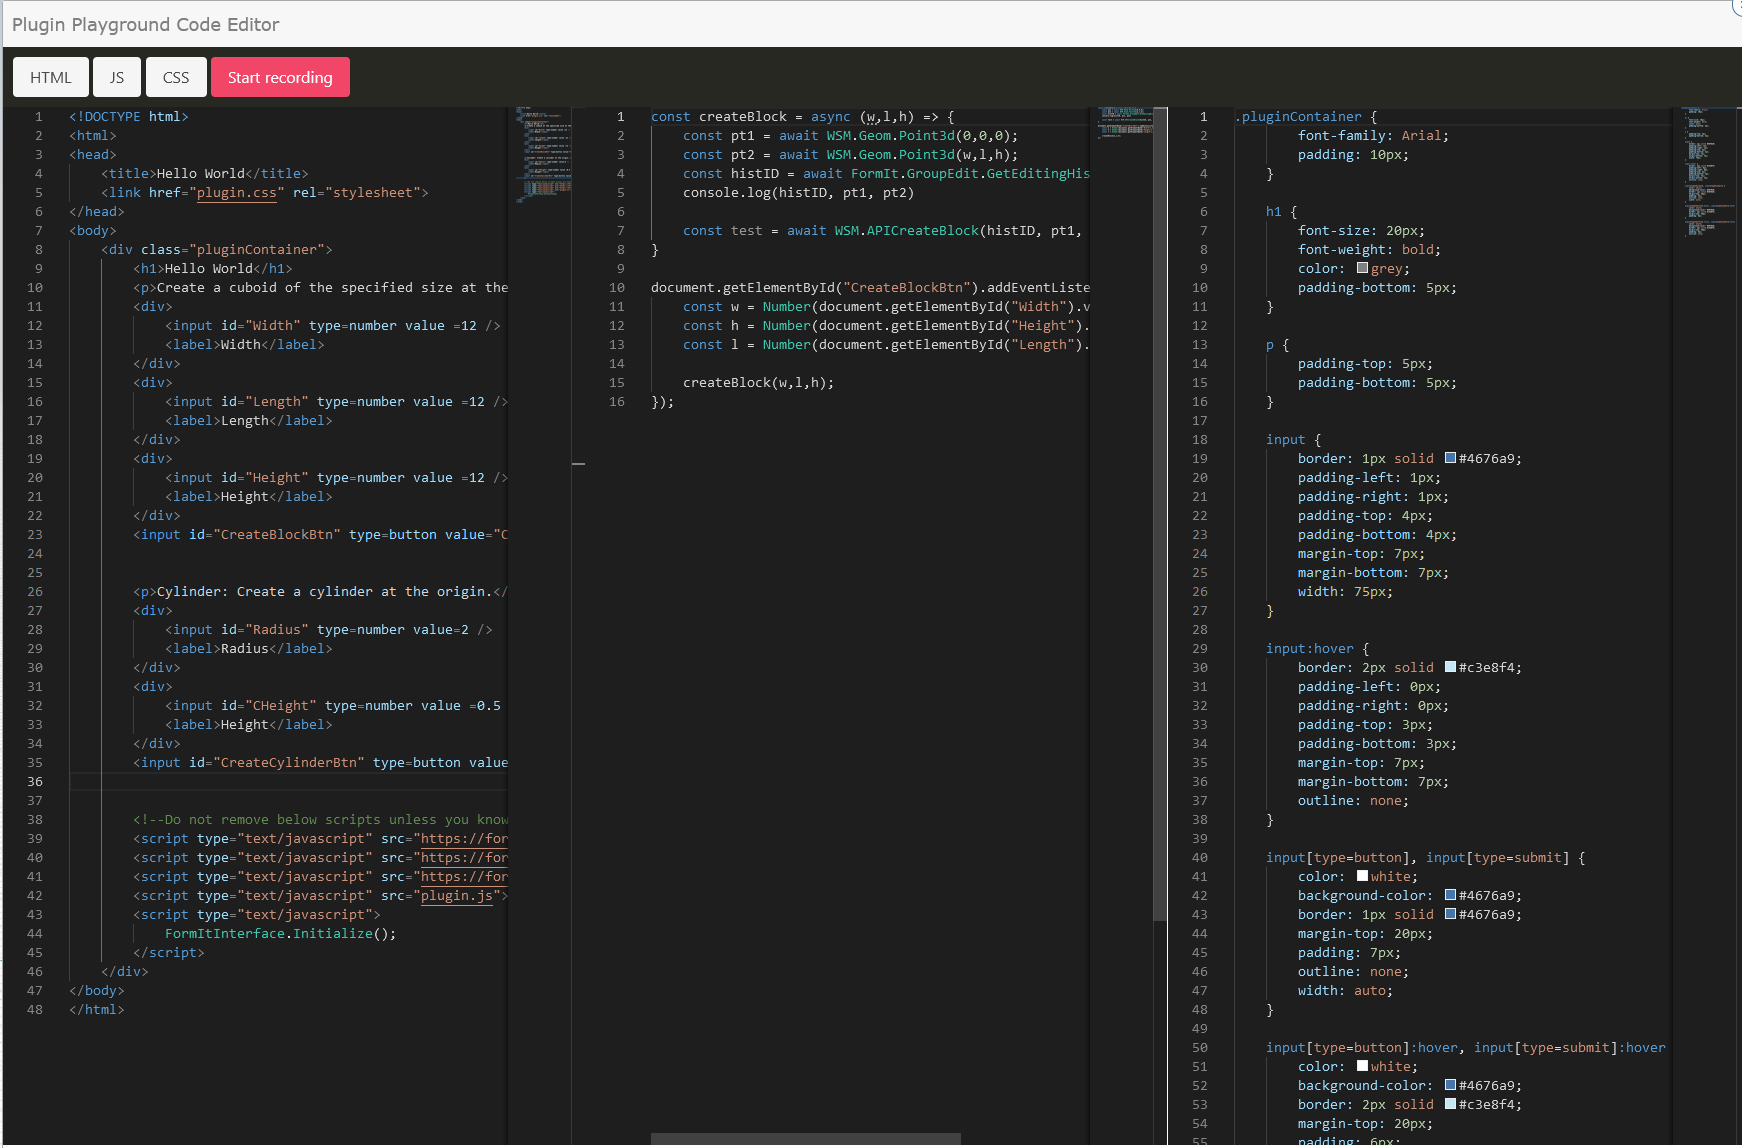 Plugin Playground Code Editor
HTML JS CSS Start recording
1 <!DOCTYPE html>
2 <html>
3 <head>
4 <title>Hello World</title>
5 <link href="plugin.css" rel="stylesheet">
6 </head>
7 <body>
8 <div class="pluginContainer">
9 <h1>Hello World</h1>
10 <p>Create a cuboid of the specified size at the
11 <div>
12 <input id="Width" type=number value =12 />
13 <label>Width</label>
14 </div>
15 <div>
16 <input id="Length" type=number value =12 />
17 <label>Length</label>
18 </div>
19 <div>
20 <input id="Height" type=number value =12 />
21 <label>Height</label>
22 </div>
23 <input id="CreateBlockBtn" type=button value="C
24
25
26 <p>Cylinder: Create a cylinder at the origin.</
27 <div>
28 <input id="Radius" type=number value=2 />
29 <label>Radius</label>
30 </div>
31 <div>
32 <input id="CHeight" type=number value =0.5
33 <label>Height</label>
34 </div>
35 <input id="CreateCylinderBtn" type=button value
36
37
38 <!--Do not remove below scripts unless you know
39 <script type="text/javascript" src="https://for
40 <script type="text/javascript" src="https://for
41 <script type="text/javascript" src="https://for
42 <script type="text/javascript" src="plugin.js">
43 <script type="text/javascript">
44 FormItInterface.Initialize();
45 </script>
46 </div>
47 </body>
48 </html>
1 const createBlock = async (w,l,h) => {
2 const pt1 = await WSM.Geom.Point3d(0,0,0);
3 const pt2 = await WSM.Geom.Point3d(w,l,h);
4 const histID = await FormIt.GroupEdit.GetEditingHis
5 console.log(histID, pt1, pt2)
6
7 const test = await WSM.APICreateBlock(histID, pt1,
8 }
9
10 document.getElementById("CreateBlockBtn").addEventListe
11 const w = Number(document.getElementById("Width").v
12 const h = Number(document.getElementById("Height").
13 const l = Number(document.getElementById("Length").
14
15 createBlock(w,l,h);
16 });
1 .pluginContainer {
2 font-family: Arial;
3 padding: 10px;
4 }
5
6 h1 {
7 font-size: 20px;
8 font-weight: bold;
9 color: grey;
10 padding-bottom: 5px;
11 }
12
13 p {
14 padding-top: 5px;
15 padding-bottom: 5px;
16 }
17
18 input {
19 border: 1px solid #4676a9;
20 padding-left: 1px;
21 padding-right: 1px;
22 padding-top: 4px;
23 padding-bottom: 4px;
24 margin-top: 7px;
25 margin-bottom: 7px;
26 width: 75px;
27 }
28
29 input:hover {
30 border: 2px solid #c3e8f4;
31 padding-left: 0px;
32 padding-right: 0px;
33 padding-top: 3px;
34 padding-bottom: 3px;
35 margin-top: 7px;
36 margin-bottom: 7px;
37 outline: none;
38 }
39
40 input[type=button], input[type=submit] {
41 color: white;
42 background-color: #4676a9;
43 border: 1px solid #4676a9;
44 margin-top: 20px;
45 padding: 7px;
46 outline: none;
47 width: auto;
48 }
49
50 input[type=button]:hover, input[type=submit]:hover
51 color: white;
52 background-color: #4676a9;
53 border: 2px solid #c3e8f4;
54 margin-top: 20px;
55 padding: 6px;